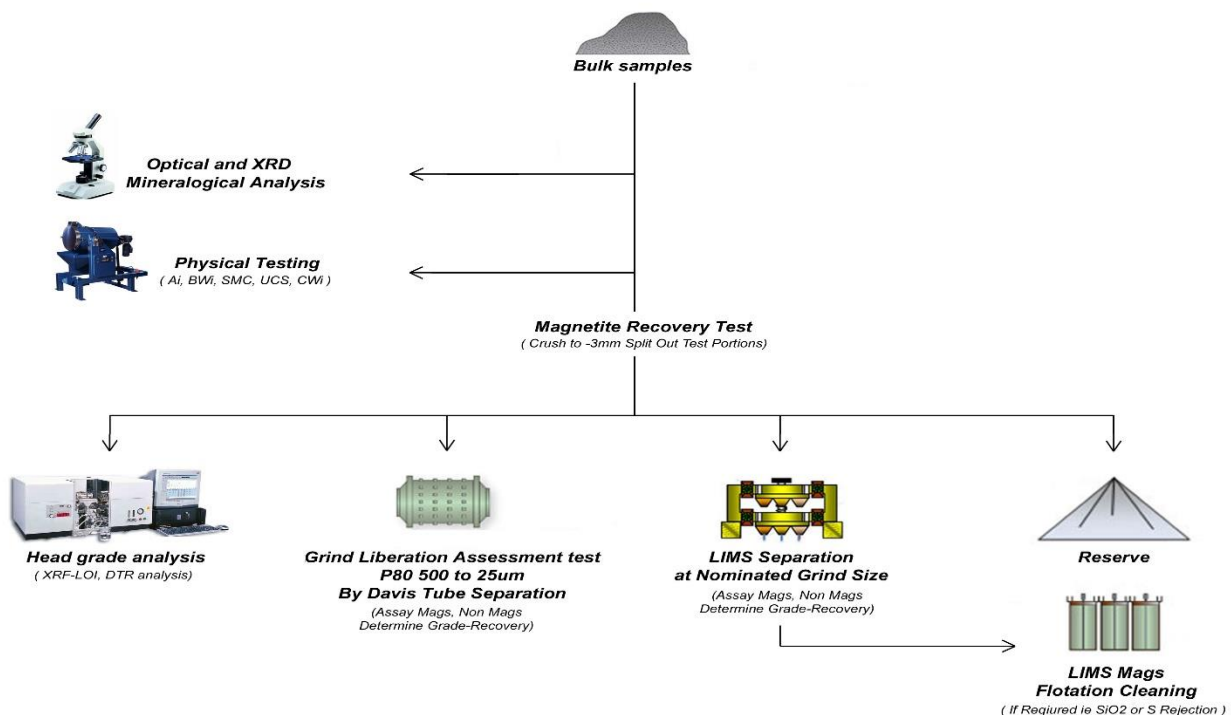 Bulk samples
Optical and XRD
Mineralogical Analysis
Physical Testing
( Ai, BWi, SMC, UCS, CWi )
Magnetite Recovery Test
( Crush to -3mm Split Out Test Portions)
Head grade analysis
( XRF-LOI, DTR analysis)
Grind Liberation Assessment test
P80 500 to 25um
By Davis Tube Separation
(Assay Mags, Non Mags
Determine Grade-Recovery)
LIMS Separation
at Nominated Grind Size
(Assay Mags, Non Mags
Determine Grade-Recovery)
Reserve
LIMS Mags
Flotation Cleaning
( If Reqiured ie SiO2 or S Rejection )